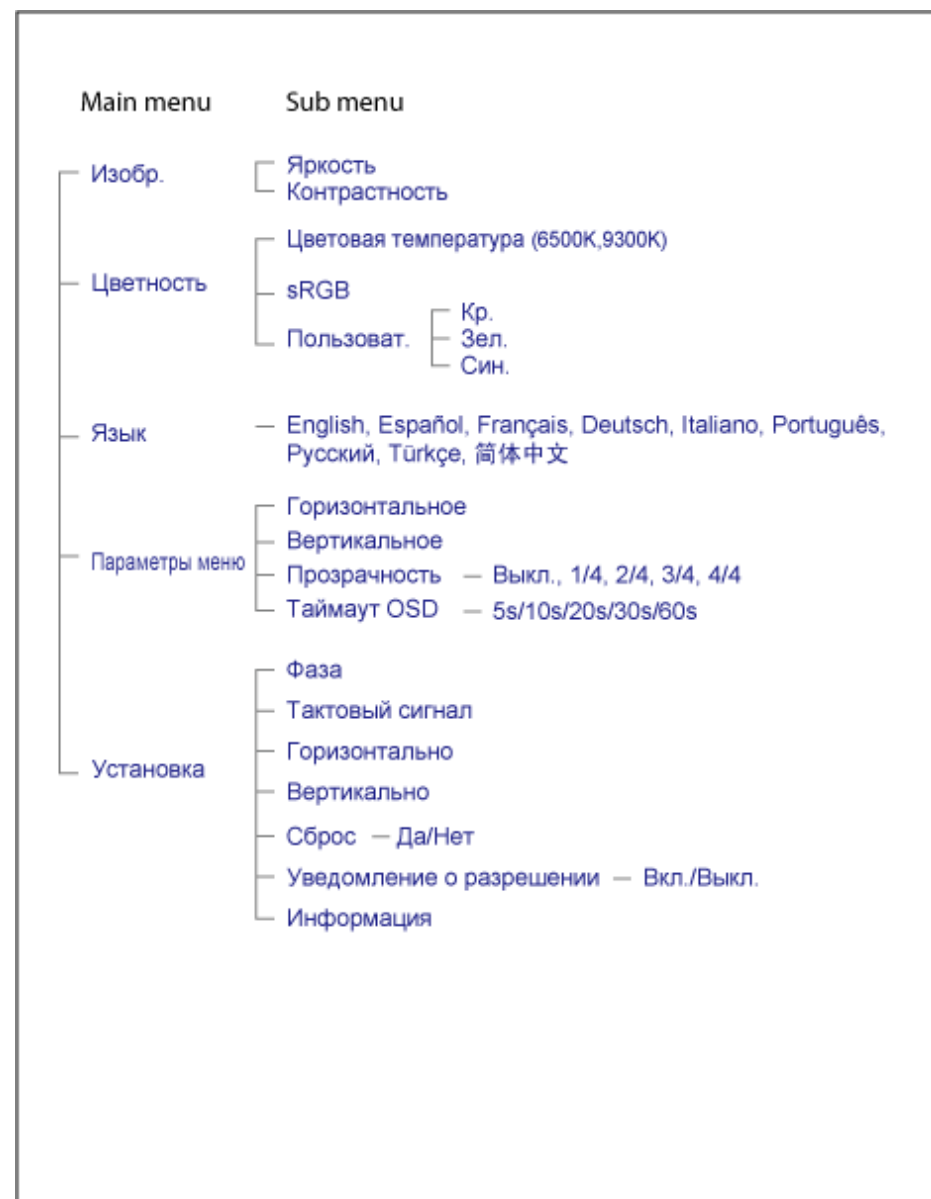 Main menu Sub menu
Изобр. Яркость
Контрастность
Цветовая температура (6500K,9300K)
Цветность sRGB
Пользоват. Кр.
Зел.
Син.
Язык English, Español, Français, Deutsch, Italiano, Português,
Русский, Türkçe, 简体中文
Горизонтальное
Вертикальное
Параметры меню Прозрачность — Выкл., 1/4, 2/4, 3/4, 4/4
Таймаут OSD — 5s/10s/20s/30s/60s
Фаза
Тактовый сигнал
Горизонтально
Установка Вертикально
Сброс — Да/Нет
Уведомление о разрешении — Вкл./Выкл.
Информация